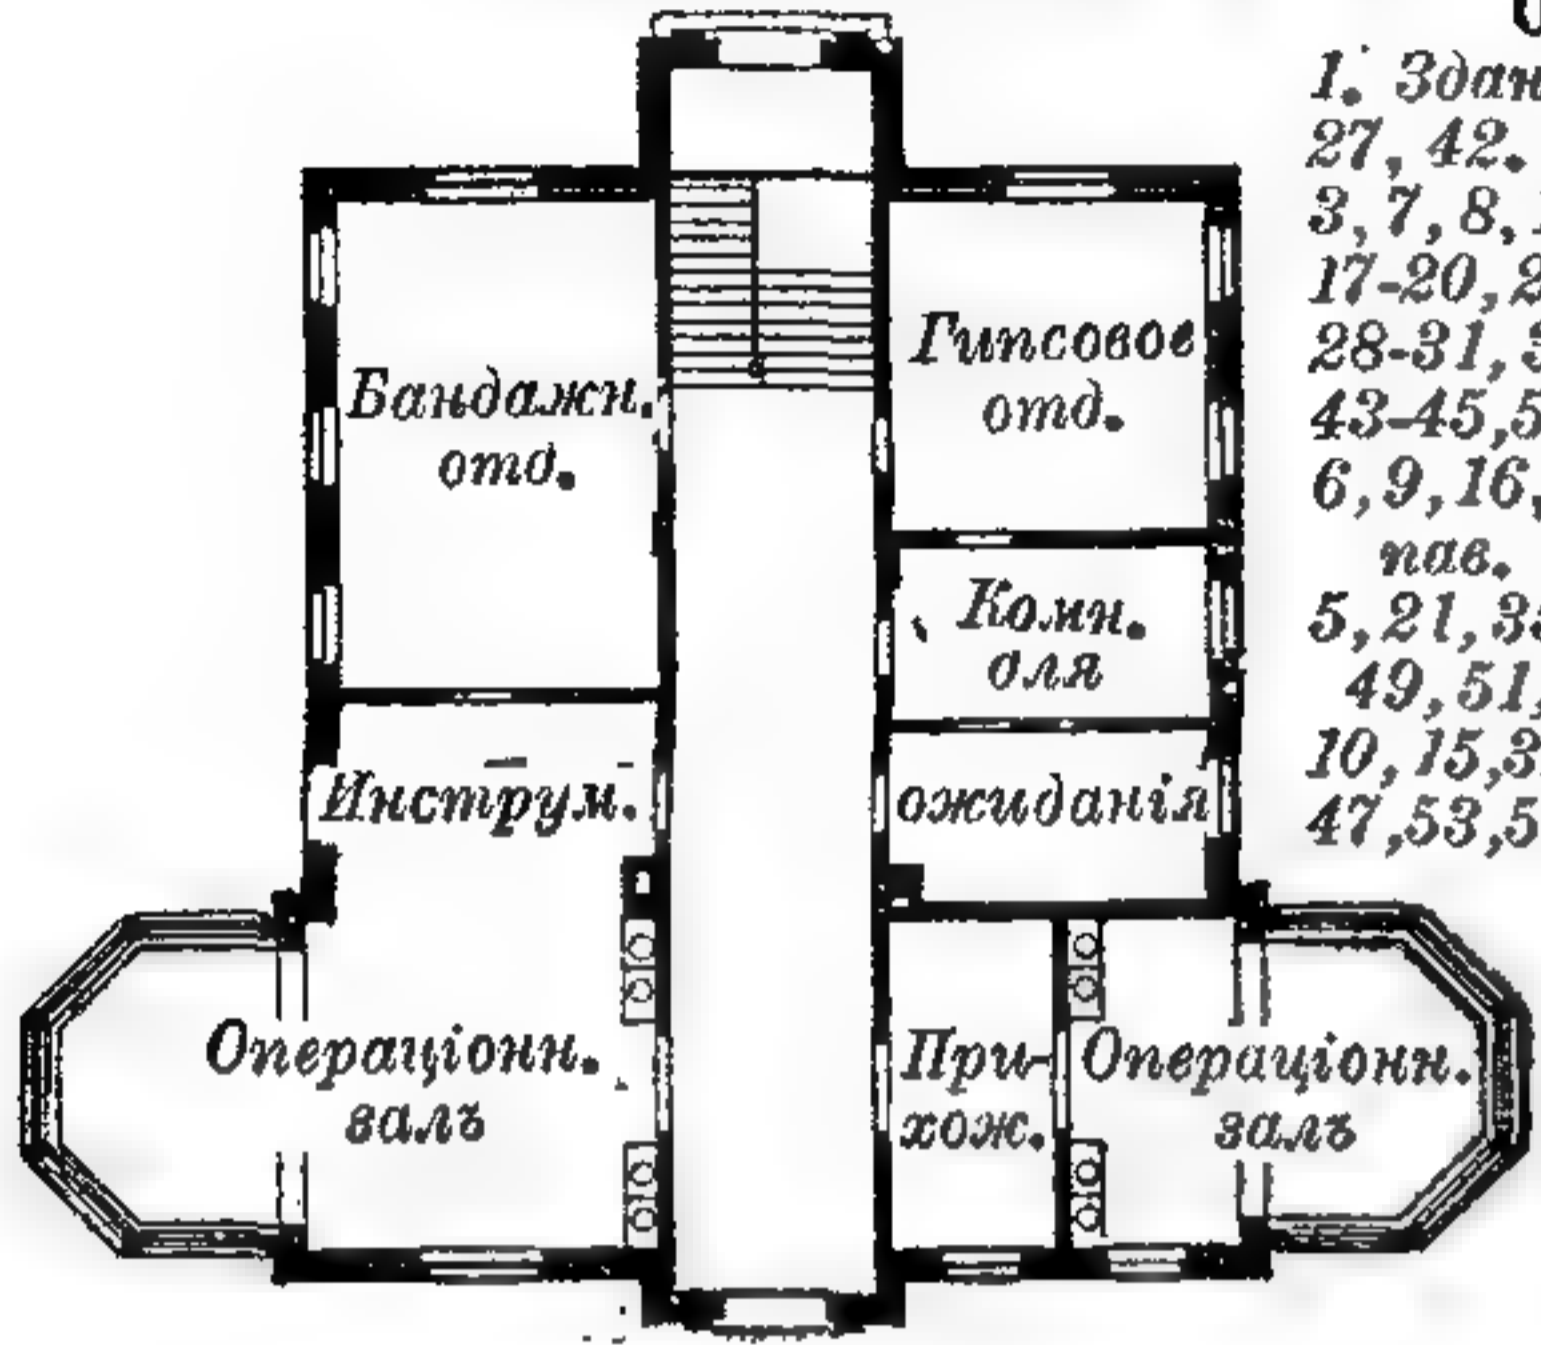 Бандажн.
отд.
Гипсовое
отд.
Комн.
для
ожиданія
Инструм.
Операціонн.
залъ
При-
хож.
Операціонн.
залъ
1. Здан
27, 42.
3, 7, 8,
17-20, 2
28-31, 3
43-45, 5
6, 9, 16,
пав.
5, 21, 3
49, 51,
10, 15, 3
47, 53, 5